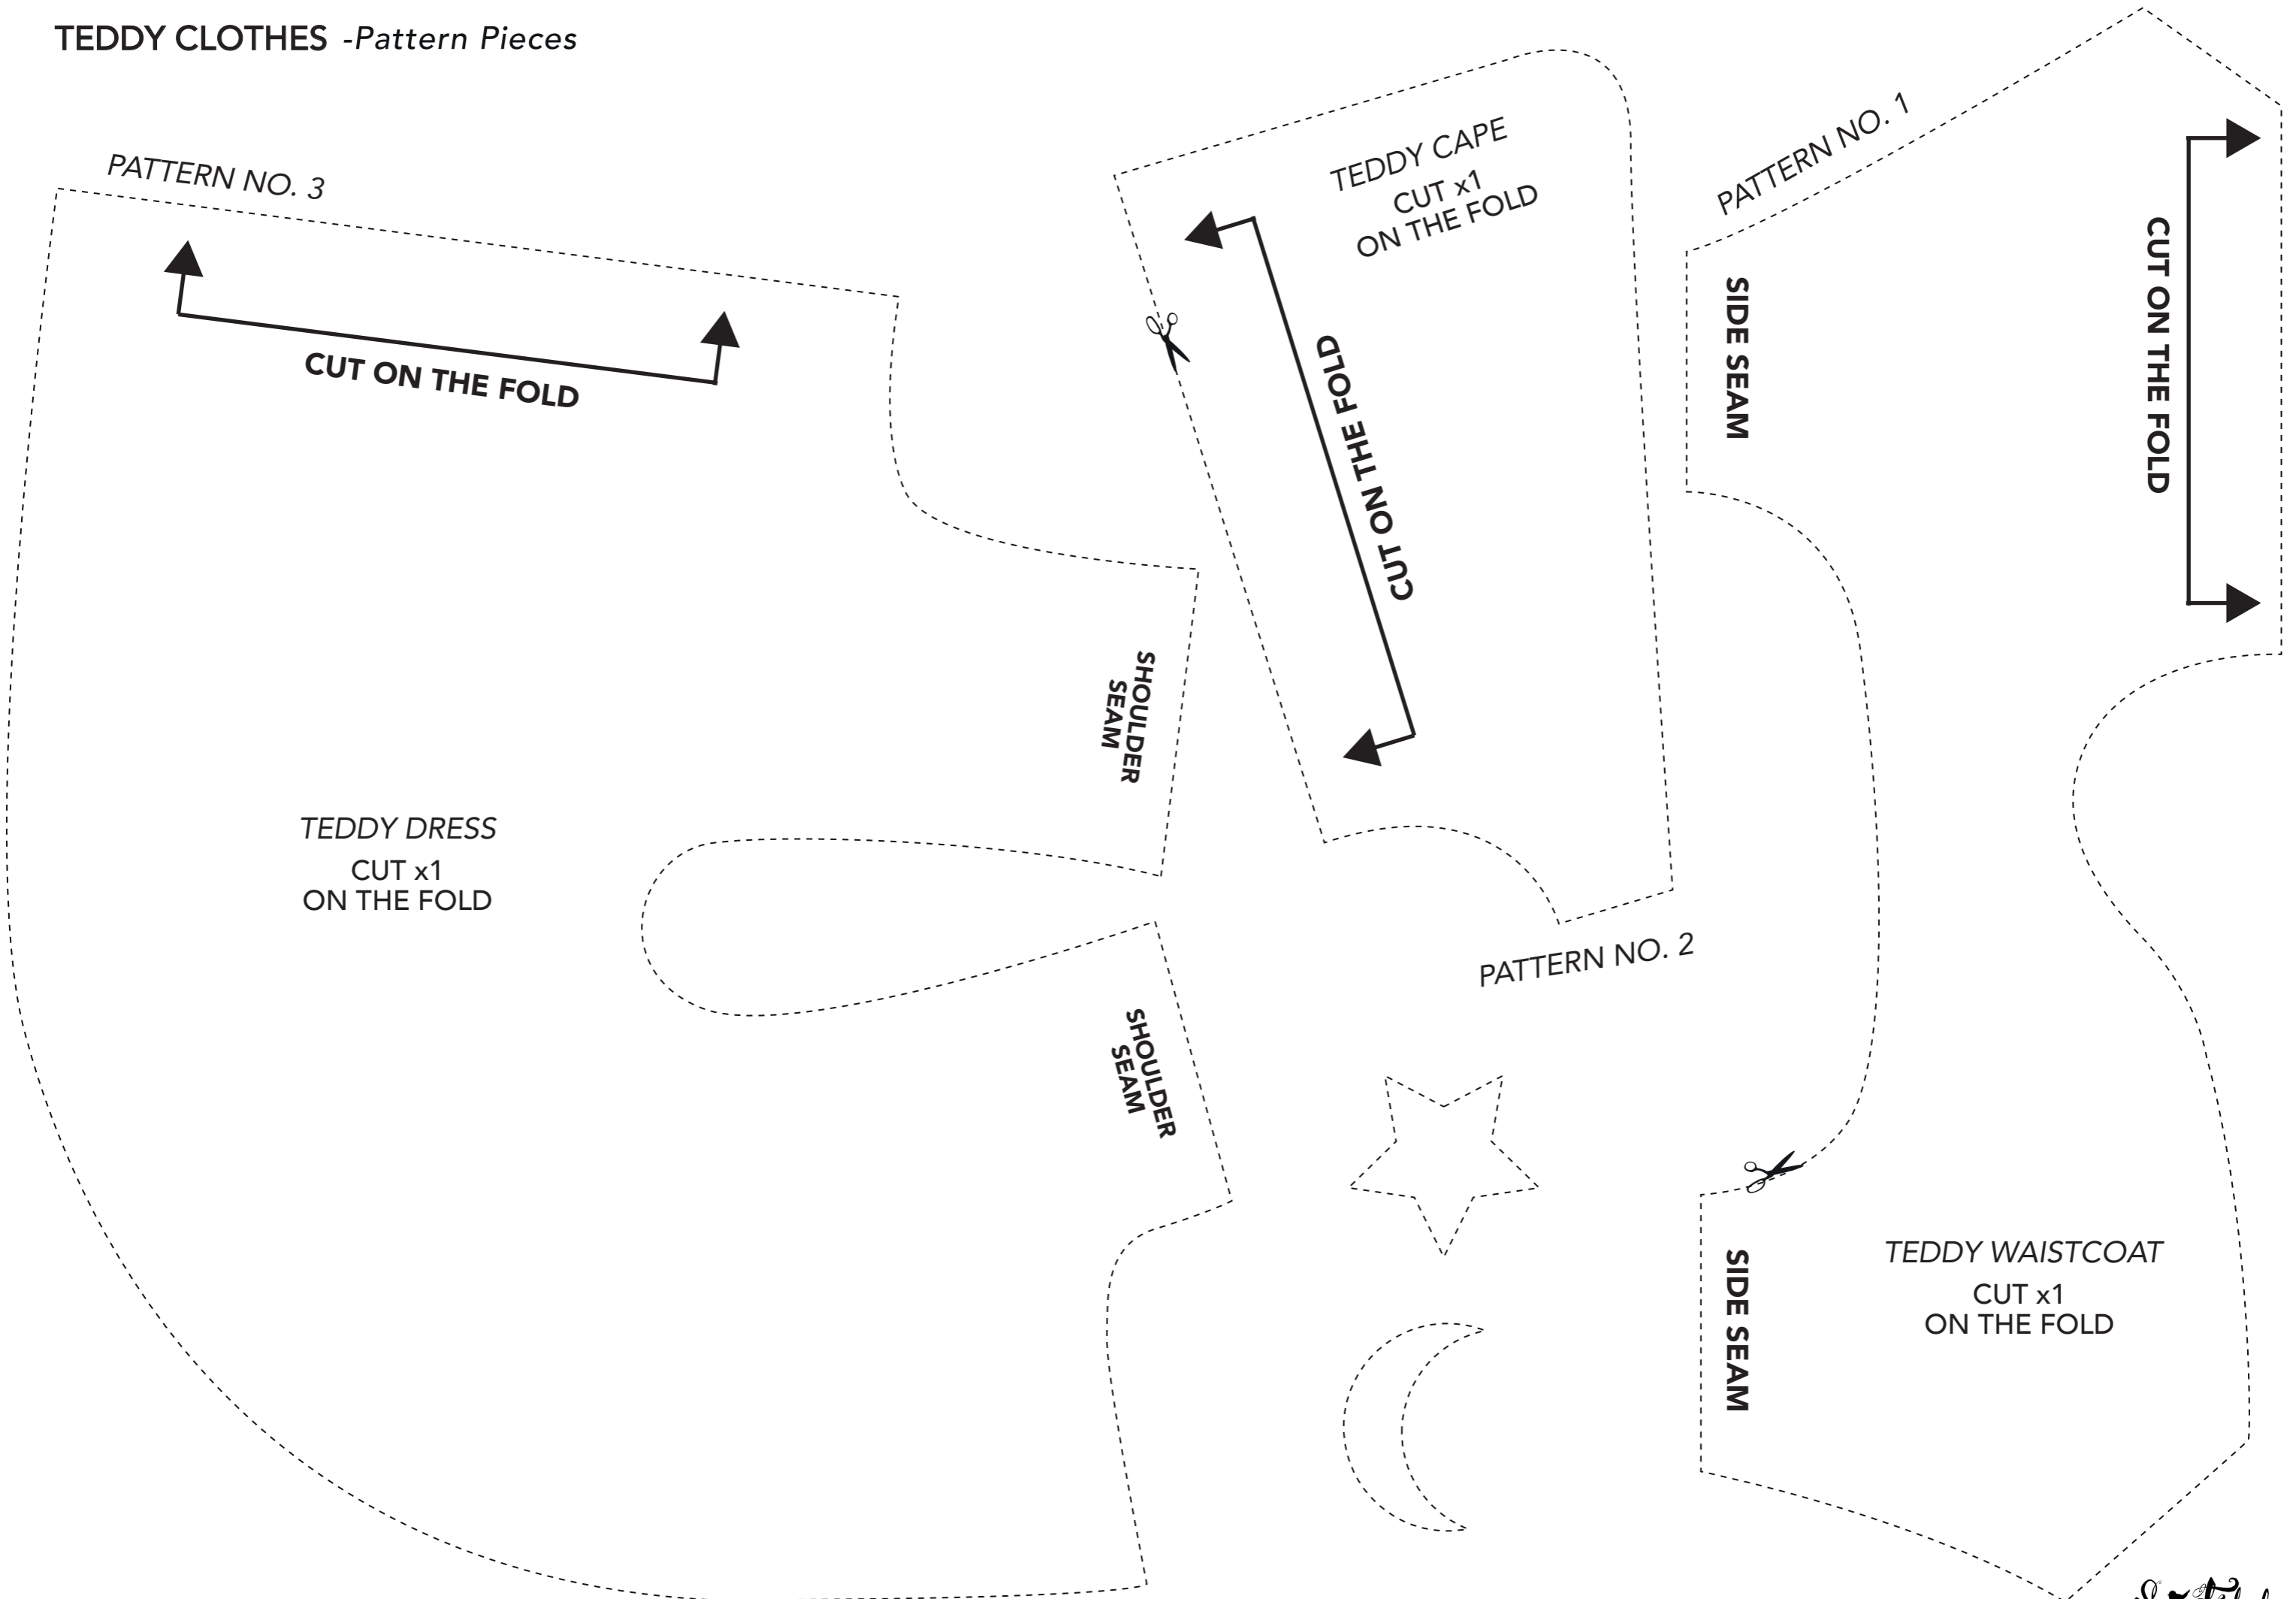 TEDDY CLOTHES -Pattern Pieces
PATTERN NO. 3
CUT ON THE FOLD
SHOULDER
SEAM
TEDDY DRESS
CUT x1
ON THE FOLD
SHOULDER
SEAM
TEDDY CAPE
CUT x1
ON THE FOLD
CUT ON THE FOLD
PATTERN NO. 2
PATTERN NO. 1
SIDE SEAM
CUT ON THE FOLD
SIDE SEAM
TEDDY WAISTCOAT
CUT x1
ON THE FOLD